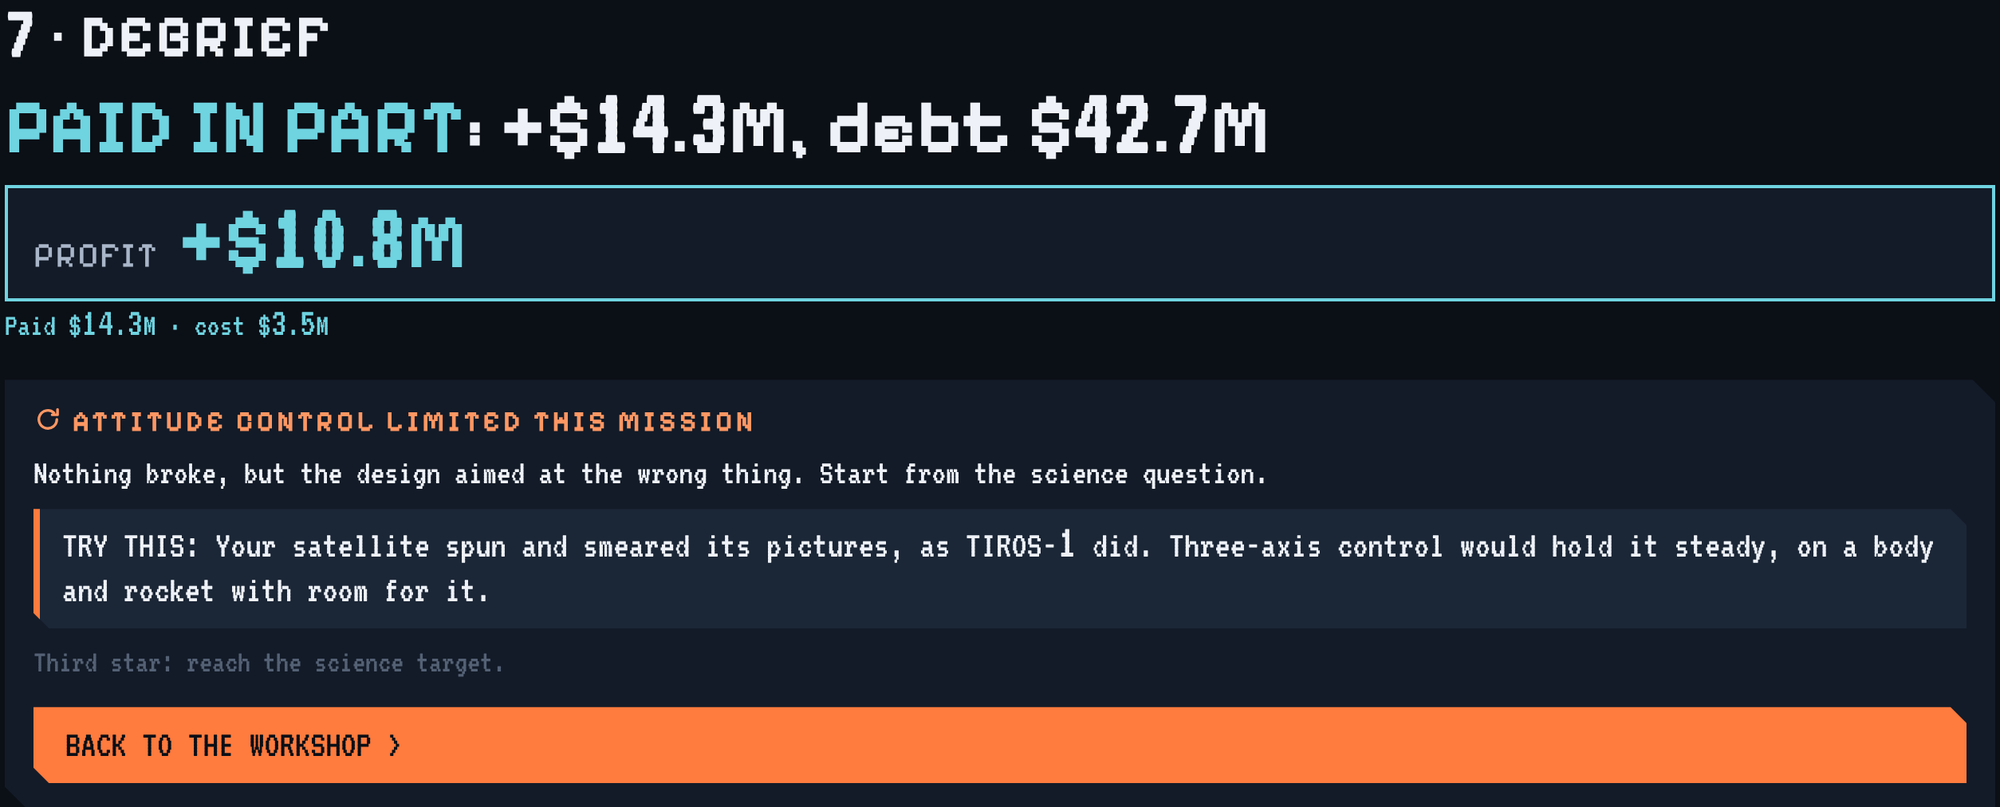 7 · DEBRIEF
PAID IN PART: +$14.3M, debt $42.7M
PROFIT +$10.8M
Paid $14.3M · cost $3.5M
ATTITUDE CONTROL LIMITED THIS MISSION
Nothing broke, but the design aimed at the wrong thing. Start from the science question.
TRY THIS: Your satellite spun and smeared its pictures, as TIROS-1 did. Three-axis control would hold it steady, on a body
and rocket with room for it.
Third star: reach the science target.
BACK TO THE WORKSHOP >